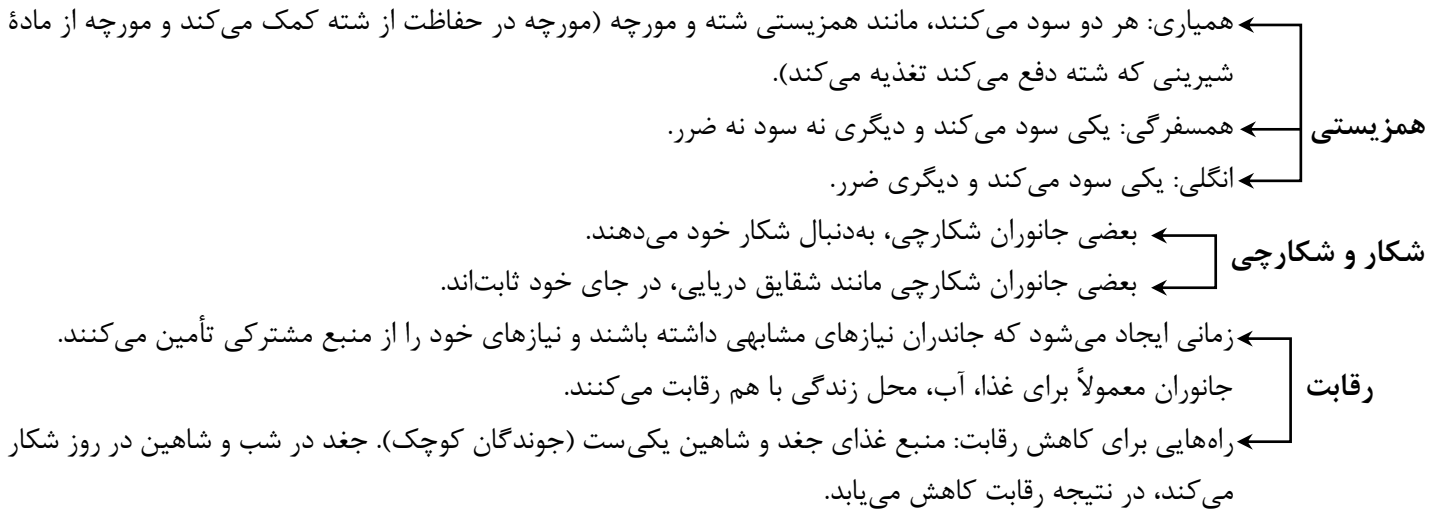 همیاری: هر دو سود می‌کنند، مانند همزیستی شته و مورچه (مورچه در حفاظت از شته کمک می‌کند و مورچه از مادهٔ
شیرینی که شته دفع می‌کند تغذیه می‌کند).
همزیستی
همسفرگی: یکی سود می‌کند و دیگری نه سود نه ضرر.
انگلی: یکی سود می‌کند و دیگری ضرر.
شکار و شکارچی
بعضی جانوران شکارچی، به‌دنبال شکار خود می‌دهند.
بعضی جانوران شکارچی مانند شقایق دریایی، در جای خود ثابت‌اند.
زمانی ایجاد می‌شود که جاندران نیازهای مشابهی داشته باشند و نیازهای خود را از منبع مشترکی تأمین می‌کنند.
رقابت
جانوران معمولاً برای غذا، آب، محل زندگی با هم رقابت می‌کنند.
راه‌هایی برای کاهش رقابت: منبع غذای جغد و شاهین یکی‌ست (جوندگان کوچک). جغد در شب و شاهین در روز شکار
می‌کند، در نتیجه رقابت کاهش می‌یابد.